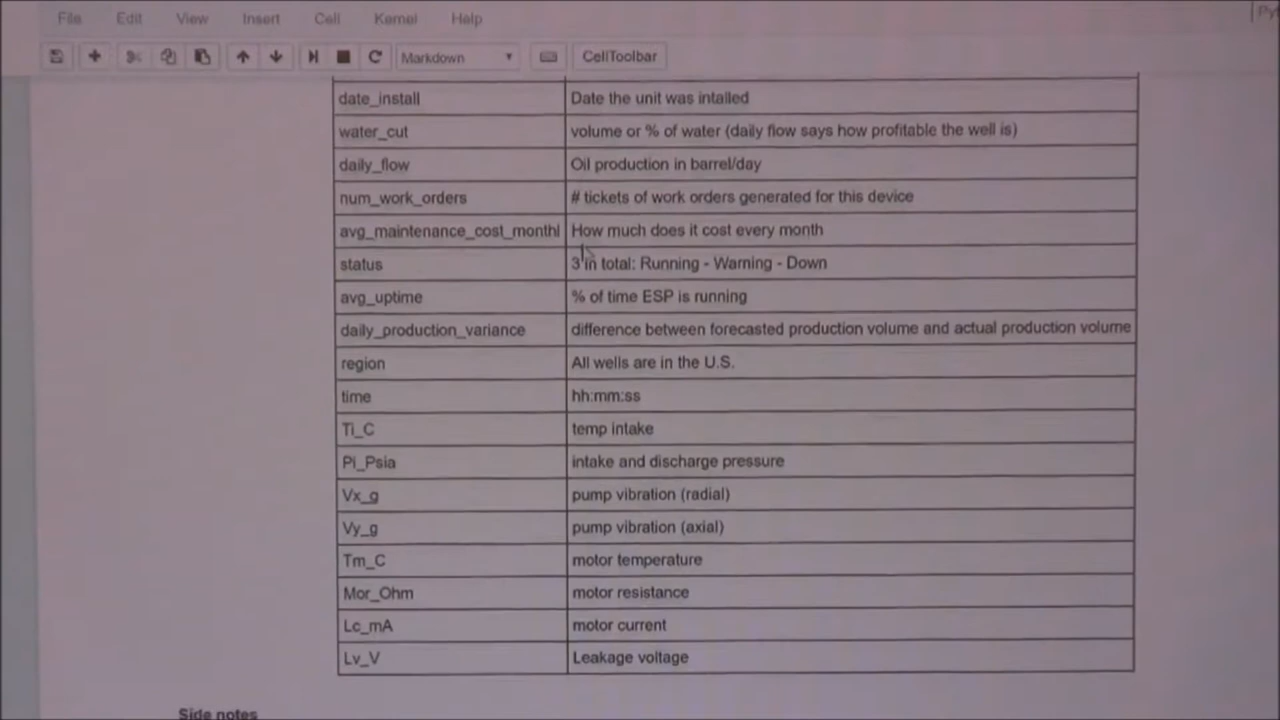 File Edit View Insert Cell Kernel Help
Markdown CellToolbar
date_install Date the unit was intalled
water_cut volume or % of water (daily flow says how profitable the well is)
daily_flow Oil production in barrel/day
num_work_orders # tickets of work orders generated for this device
avg_maintenance_cost_monthl How much does it cost every month
status 3 in total: Running - Warning - Down
avg_uptime % of time ESP is running
daily_production_variance difference between forecasted production volume and actual production volume
region All wells are in the U.S.
time hh:mm:ss
Ti_C temp intake
Pi_Psia intake and discharge pressure
Vx_g pump vibration (radial)
Vy_g pump vibration (axial)
Tm_C motor temperature
Mor_Ohm motor resistance
Lc_mA motor current
Lv_V Leakage voltage
Side notes